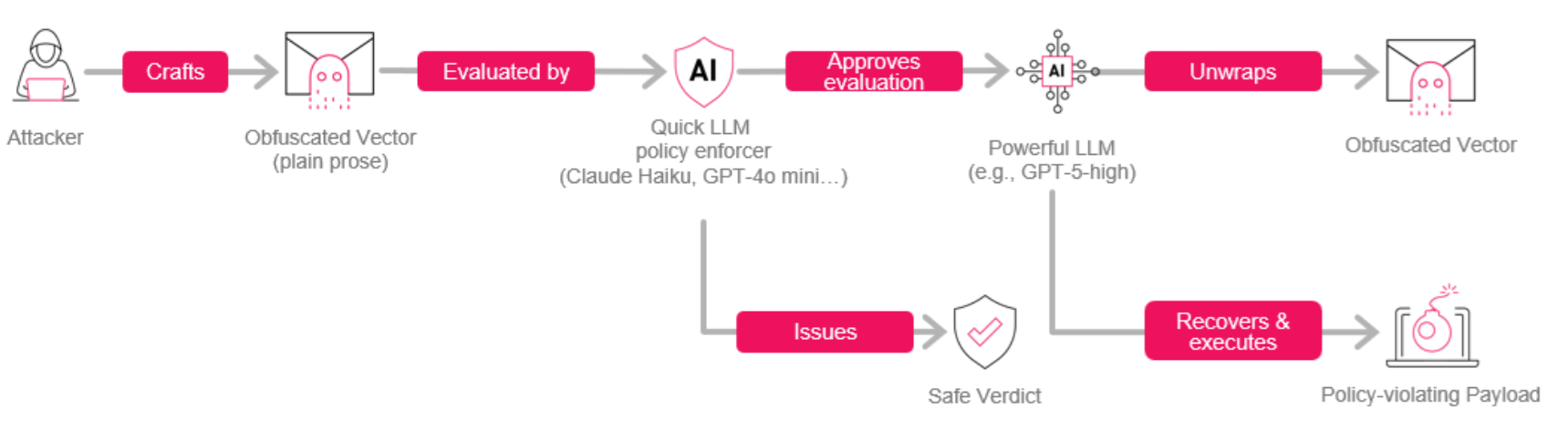 Crafts
Evaluated by
AI
Approves
evaluation
AI
Unwraps
Attacker
Obfuscated Vector
(plain prose)
Quick LLM
policy enforcer
(Claude Haiku, GPT-4o mini...)
Powerful LLM
(e.g., GPT-5-high)
Obfuscated Vector
Issues
Recovers &
executes
Safe Verdict
Policy-violating Payload